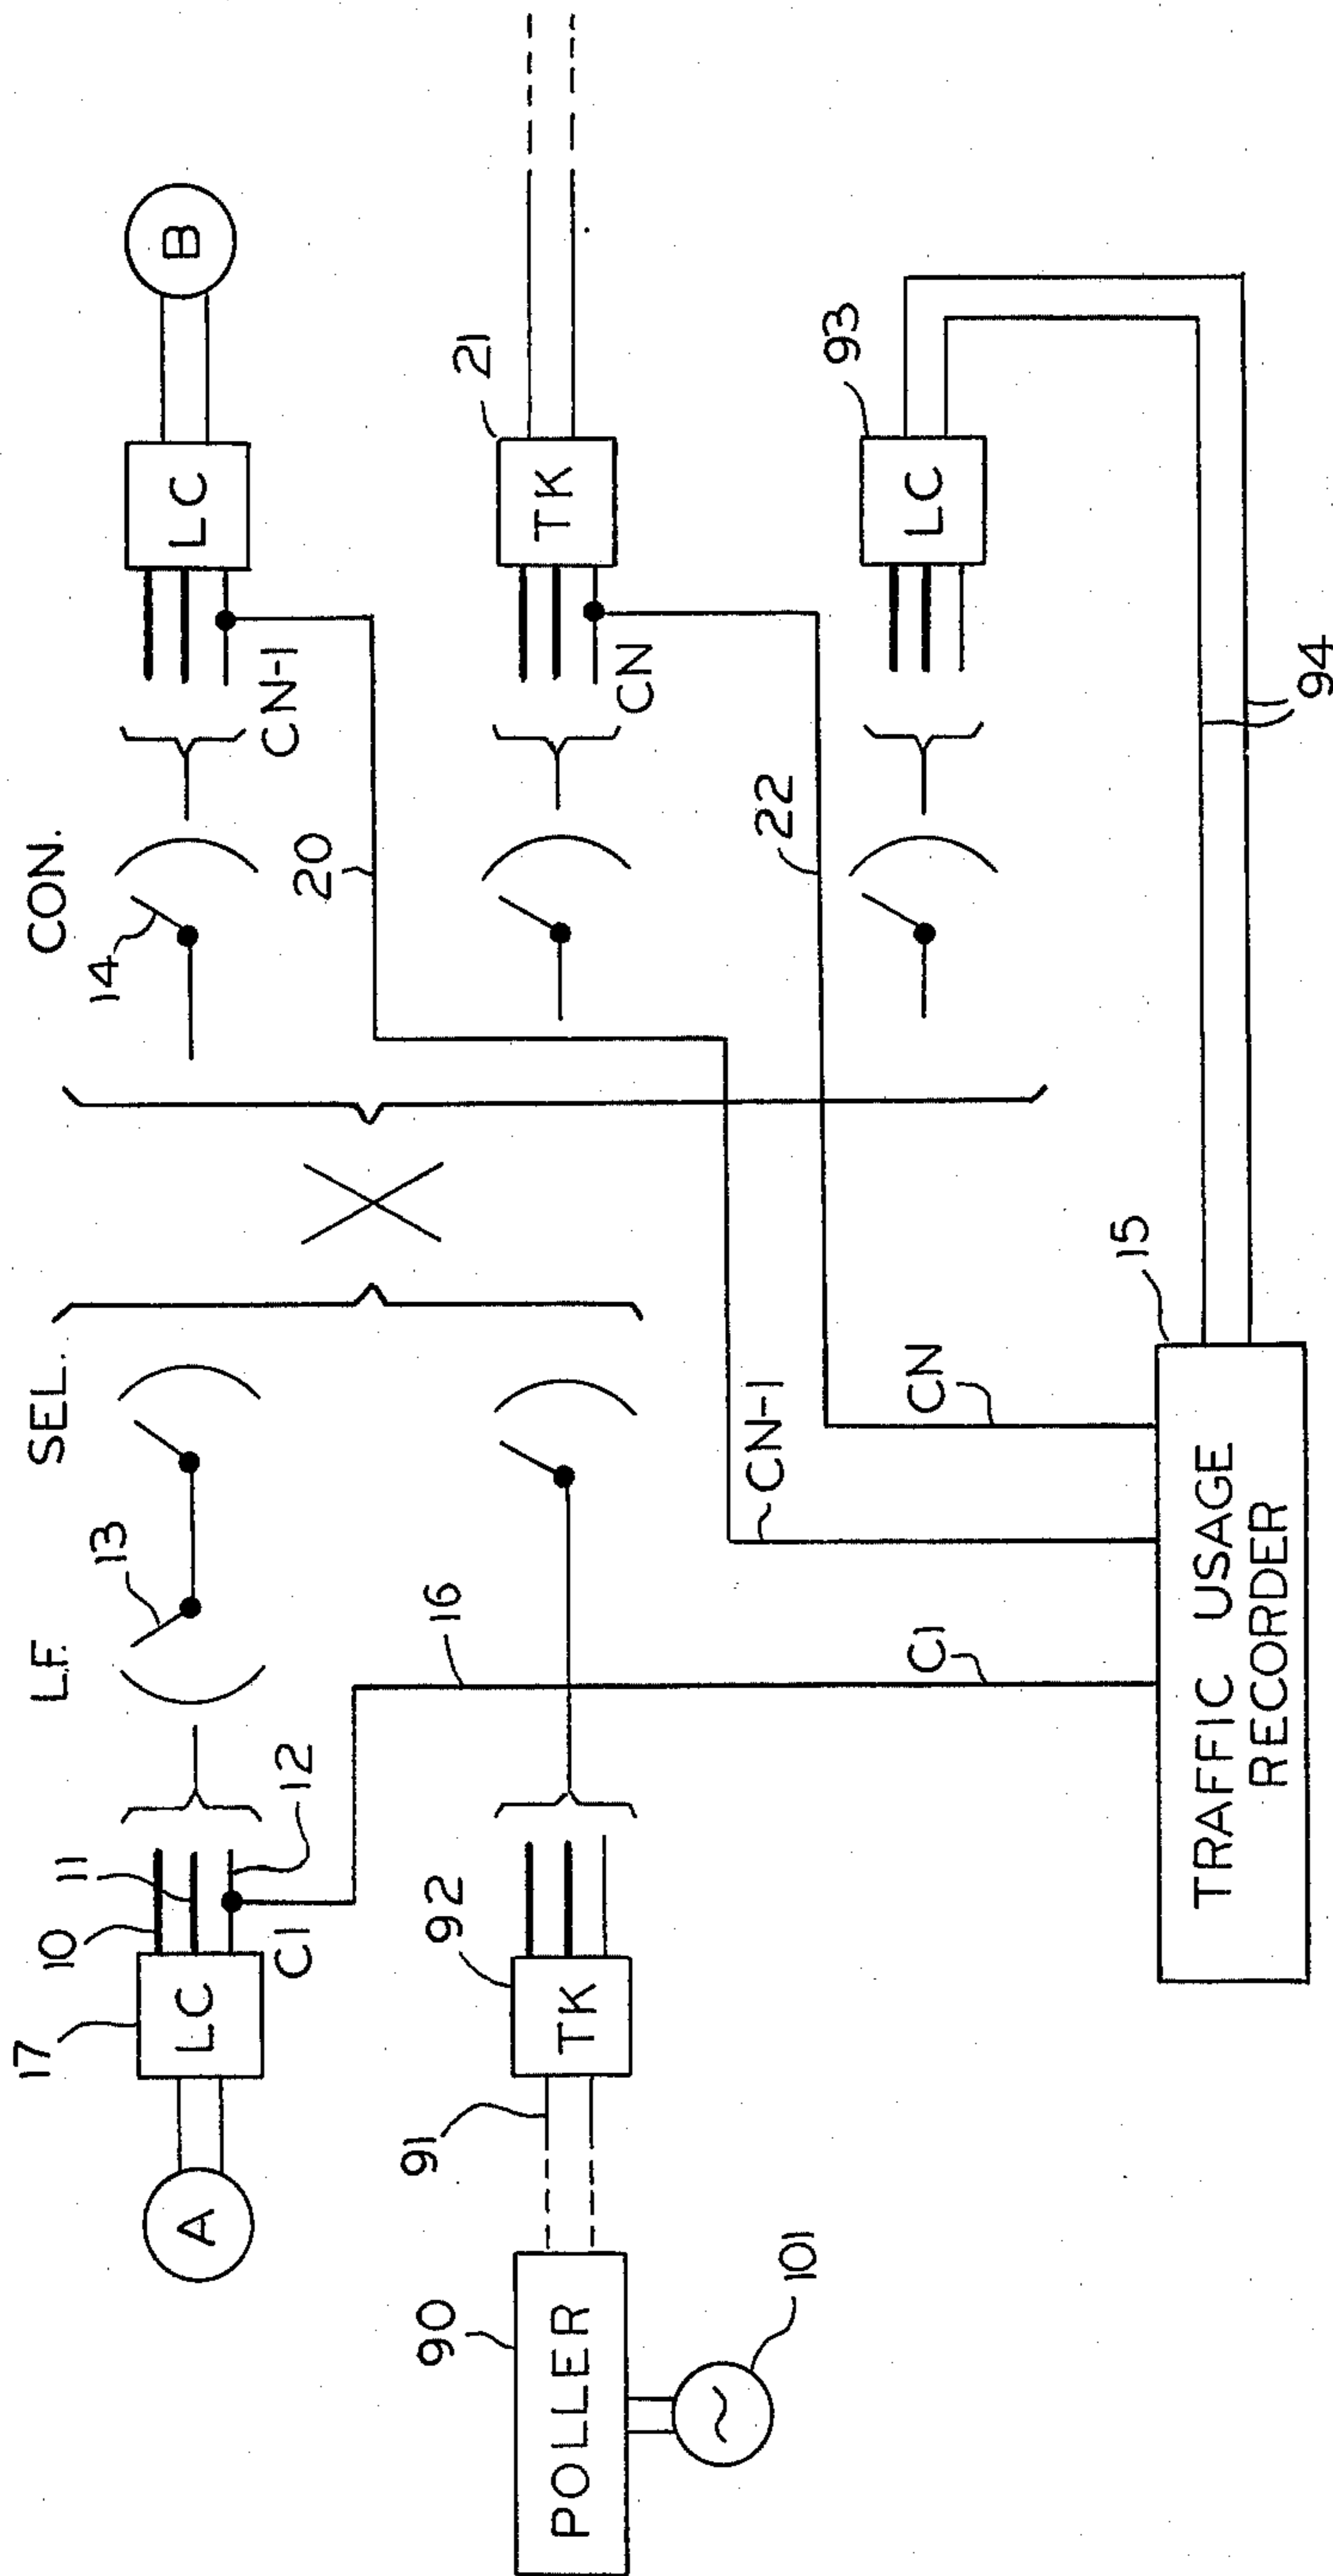 L.F.
SEL.
CON.
17
10
11
13
14
A
LC
12
C1
LC
B
CN-1
20
21
90
91
92
16
TK
TK
CN
22
POLLER
101
93
LC
CN-1
CN
C1
15
94
TRAFFIC USAGE
RECORDER